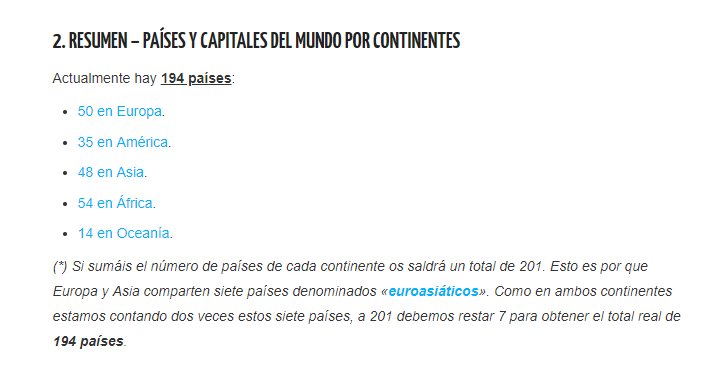 2. RESUMEN – PAÍSES Y CAPITALES DEL MUNDO POR CONTINENTES
Actualmente hay 194 países:
• 50 en Europa.
• 35 en América.
• 48 en Asia.
• 54 en África.
• 14 en Oceanía.
(*) Si sumáis el número de países de cada continente os saldrá un total de 201. Esto es por que
Europa y Asia comparten siete países denominados «euroasiáticos». Como en ambos continentes
estamos contando dos veces estos siete países, a 201 debemos restar 7 para obtener el total real de
194 países.